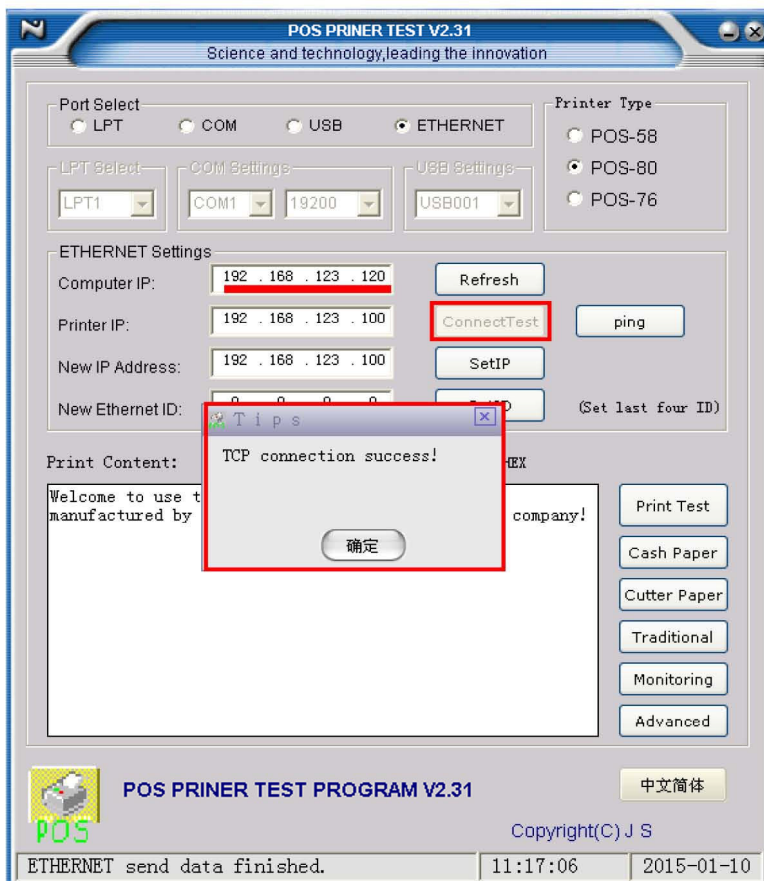 POS PRINER TEST V2.31
Science and technology,leading the innovation
Port Select
LPT
COM
USB
ETHERNET
Printer Type
POS-58
POS-80
POS-76
LPT Select
COM Settings
USB Settings
LPT1
COM1
19200
USB001
ETHERNET Settings
Computer IP:
192 . 168 . 123 . 120
Refresh
Printer IP:
192 . 168 . 123 . 100
ConnectTest
ping
New IP Address:
192 . 168 . 123 . 100
SetIP
New Ethernet ID:
(Set last four ID)
Tips
TCP connection success!
确定
Print Content:
HEX
Welcome to use
manufactured by company!
Print Test
Cash Paper
Cutter Paper
Traditional
Monitoring
Advanced
POS
POS PRINER TEST PROGRAM V2.31
中文简体
Copyright(C) J S
ETHERNET send data finished.
11:17:06
2015-01-10